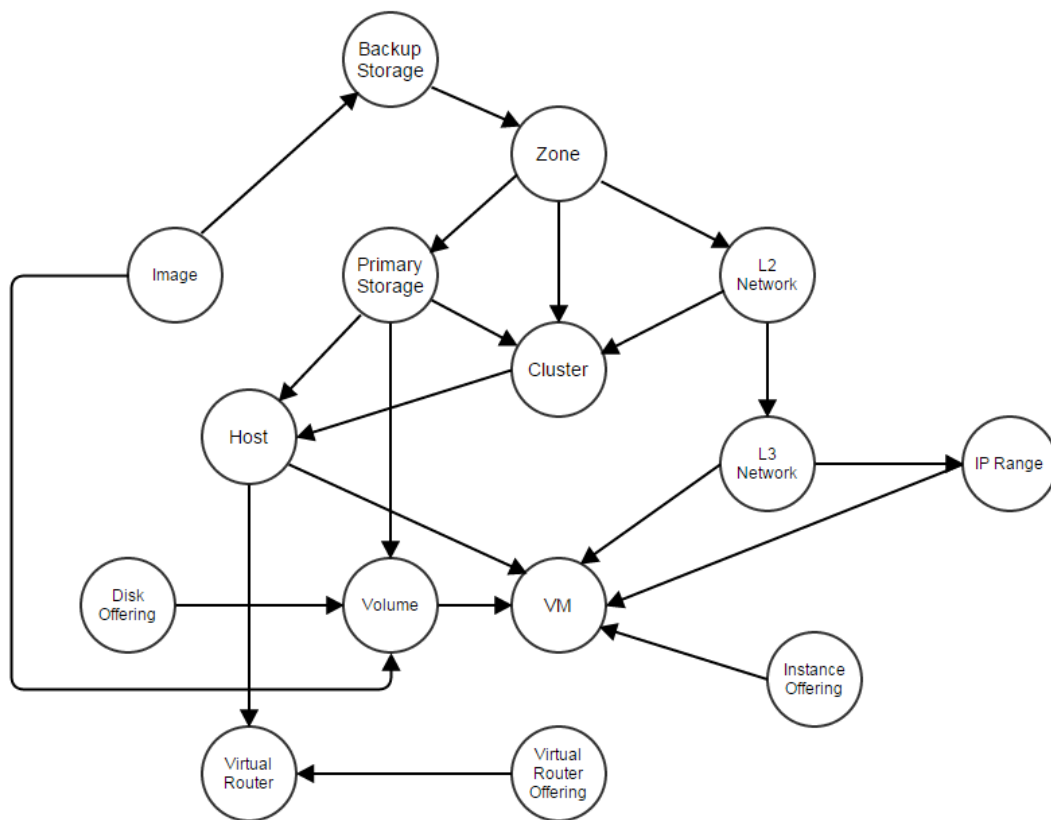 Backup
Storage
Zone
Image
Primary
Storage
L2
Network
Cluster
Host
L3
Network
IP Range
Disk
Offering
Volume
VM
Instance
Offering
Virtual
Router
Virtual
Router
Offering